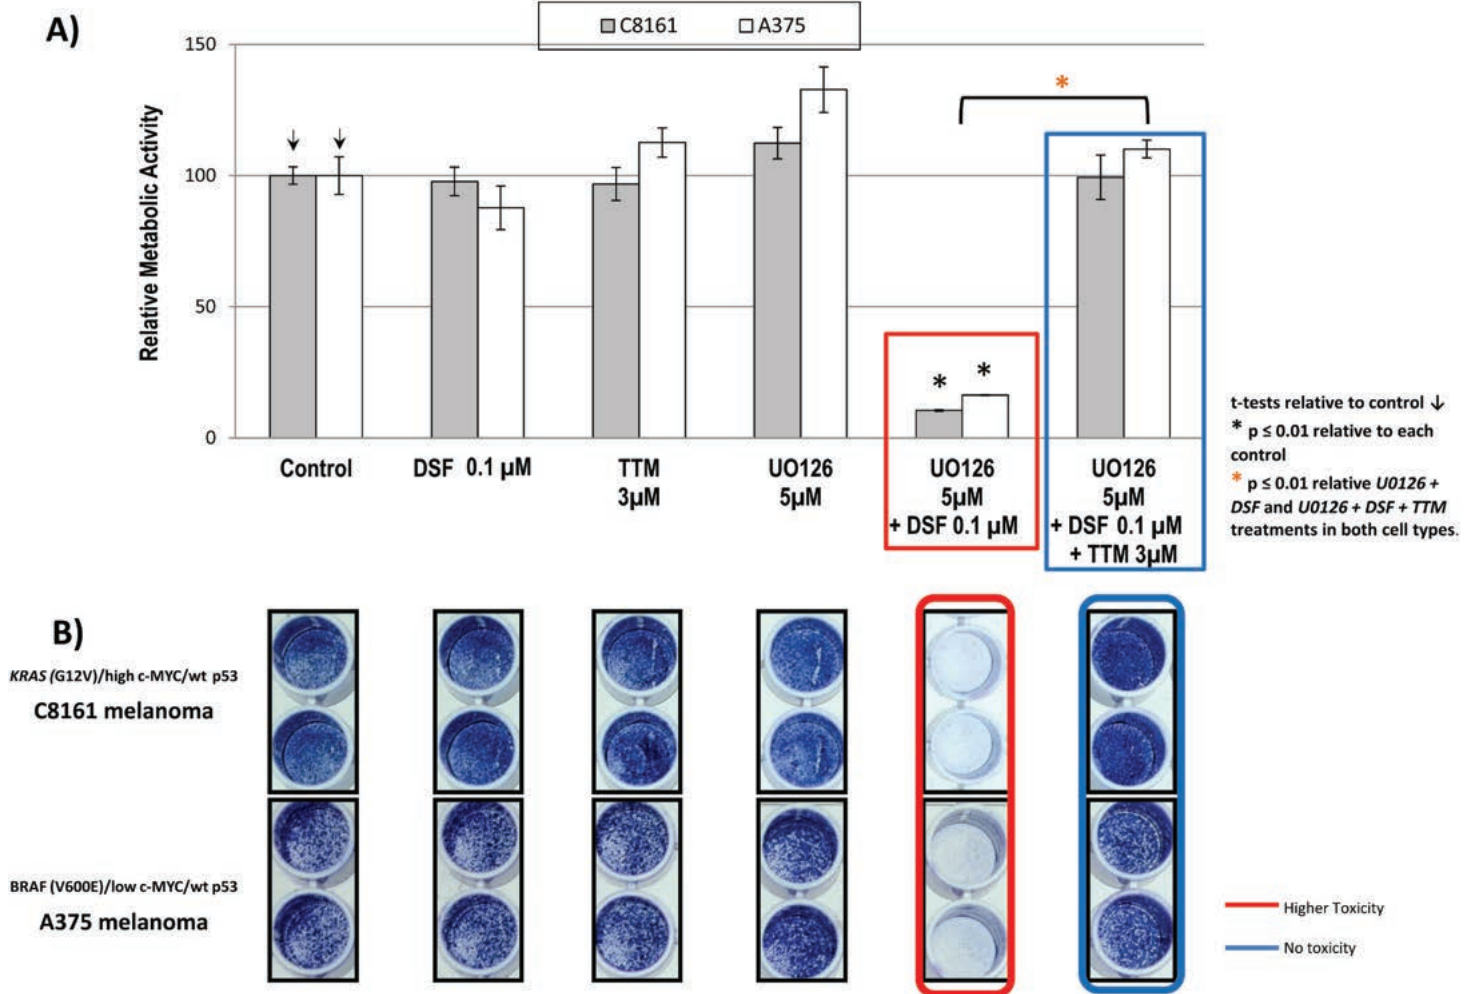 A)
C8161 A375
150
100
50
0
Relative Metabolic Activity
*
* *
Control
DSF 0.1 µM
TTM
3µM
UO126
5µM
UO126
5µM
+ DSF 0.1 µM
UO126
5µM
+ DSF 0.1 µM
+ TTM 3µM
t-tests relative to control ↓
* p ≤ 0.01 relative to each
control
* p ≤ 0.01 relative U0126 +
DSF and U0126 + DSF + TTM
treatments in both cell types.
B)
KRAS (G12V)/high c-MYC/wt p53
C8161 melanoma
BRAF (V600E)/low c-MYC/wt p53
A375 melanoma
Higher Toxicity
No toxicity